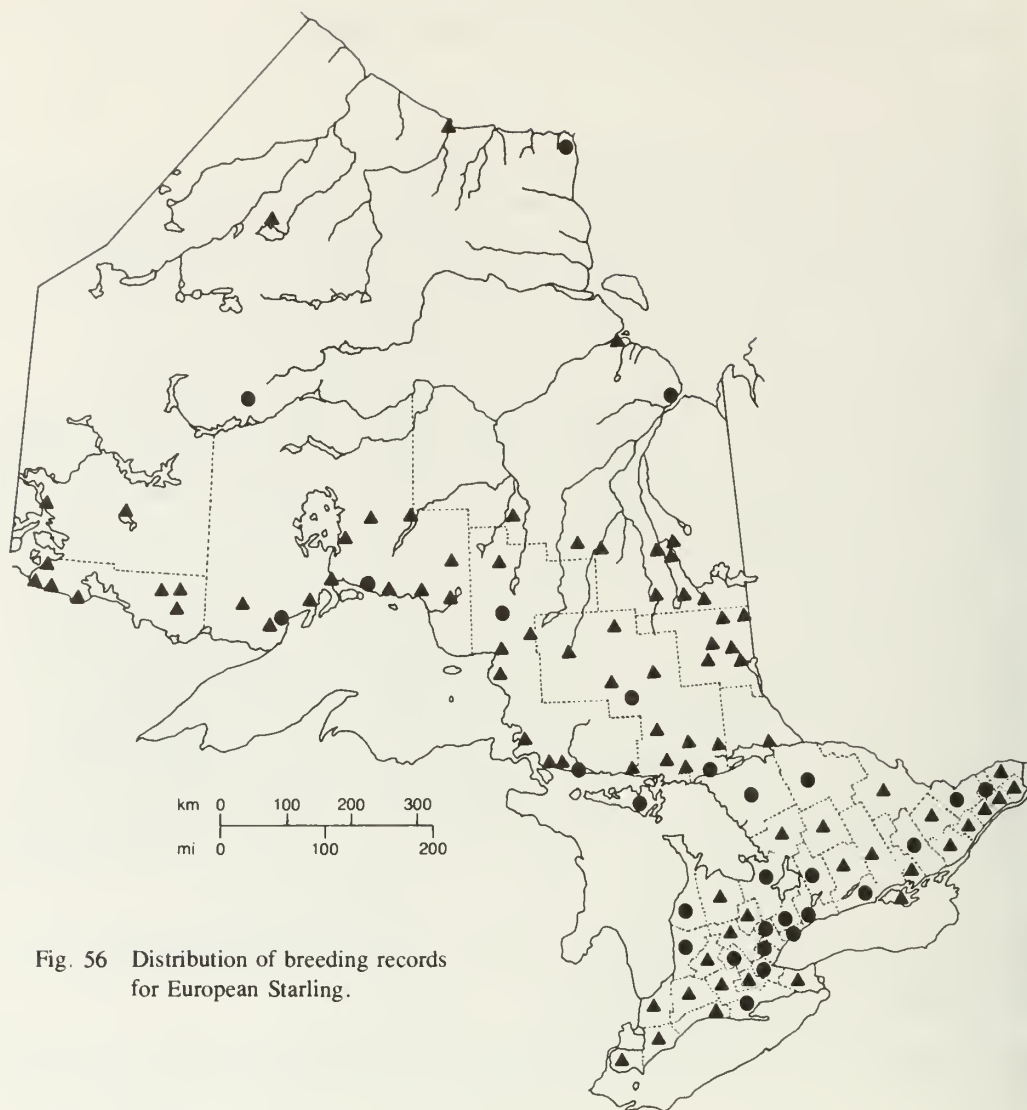 km 0 100 200 300
mi 0 100 200
Fig. 56 Distribution of breeding records
for European Starling.